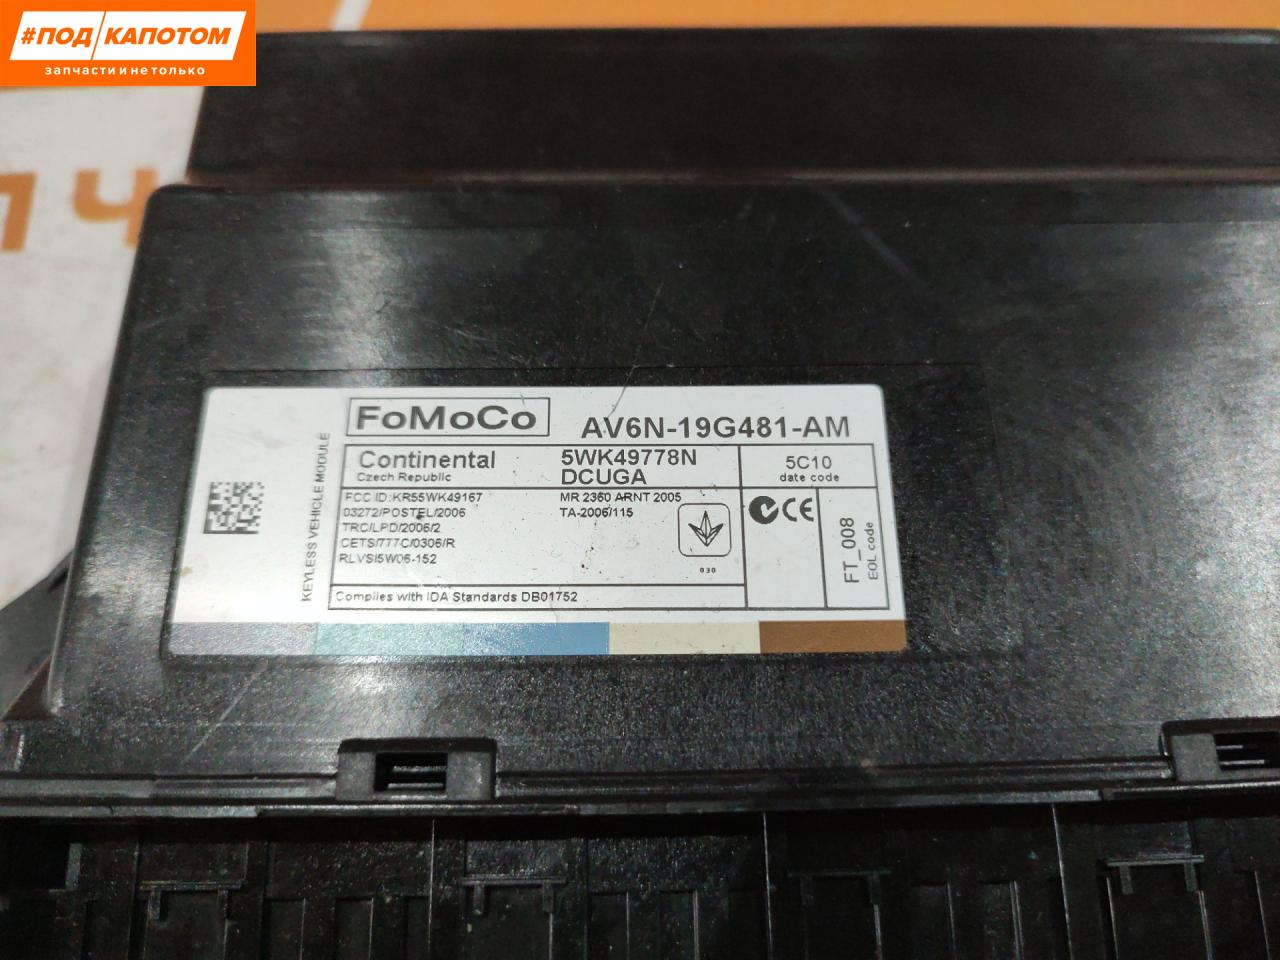 #ПОД КАПОТОМ
запчасти и не только
ЛЧ
FoMoCo
AV6N-19G481-AM
KEYLESS VEHICLE MODULE
Continental
Czech Republic
5WK49778N
DCUGA
5C10
date code
FCC ID:KR55WK49167
03272/POSTEL/2006
TRC/LPD/2006/2
CETS/777C/0306/R
RLVSI5W06-152
MR 2360 ARNT 2005
TA-2006/115
030
CE
FT_008
EOL code
Complies with IDA Standards DB01752